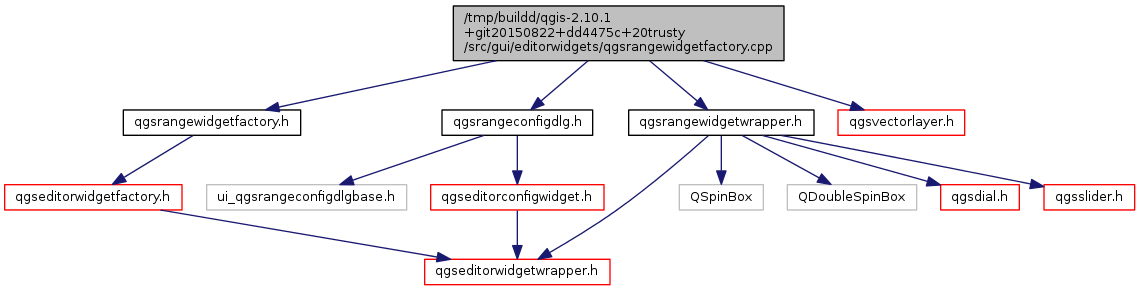 /tmp/buildd/qgis-2.10.1
+git20150822+dd4475c+20trusty
/src/gui/editorwidgets/qgsrangewidgetfactory.cpp
qgsrangewidgetfactory.h
qgsrangeconfigdlg.h
qgsrangewidgetwrapper.h
qgsvectorlayer.h
qgseditorwidgetfactory.h
ui_qgsrangeconfigdlgbase.h
qgseditorconfigwidget.h
QSpinBox
QDoubleSpinBox
qgsdial.h
qgsslider.h
qgseditorwidgetwrapper.h